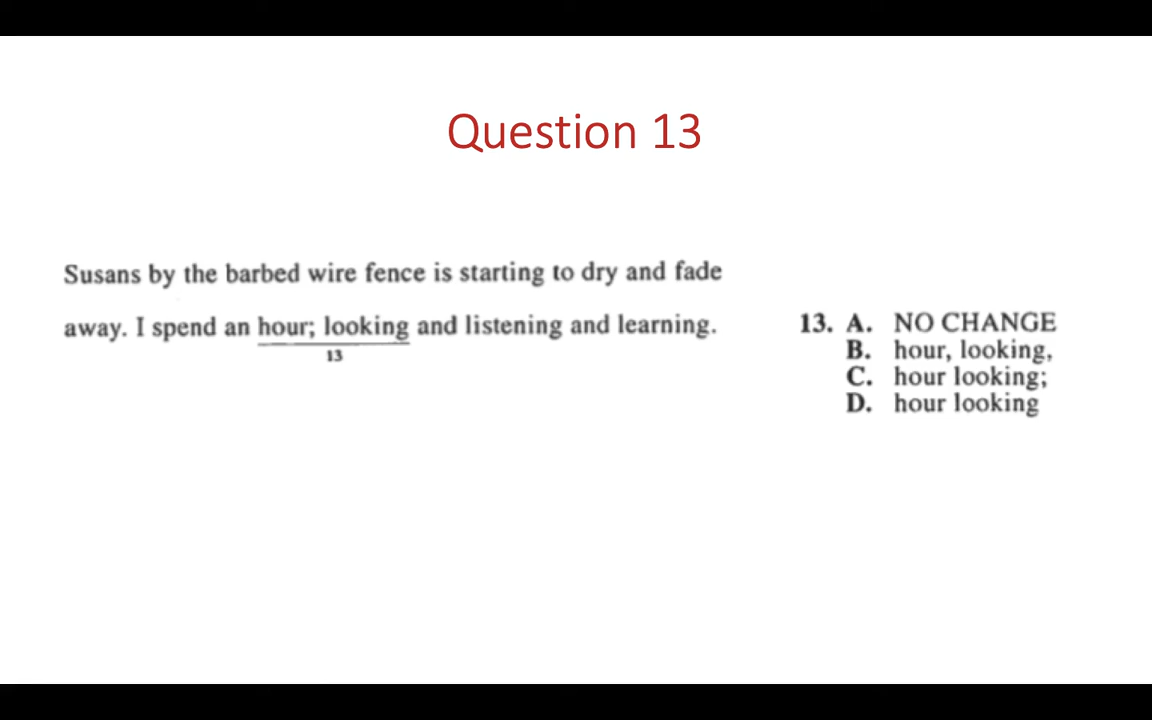 Question 13
Susans by the barbed wire fence is starting to dry and fade
away. I spend an hour; looking and listening and learning.
13
13. A. NO CHANGE
B. hour, looking,
C. hour looking;
D. hour looking